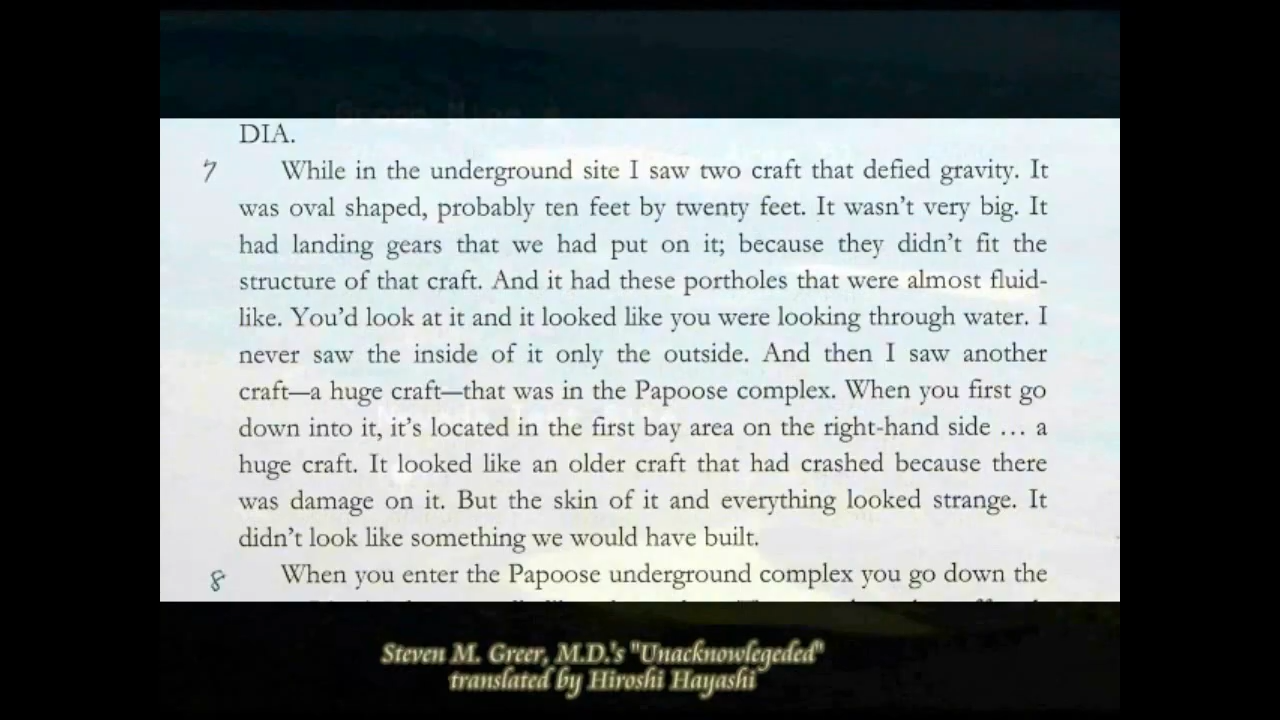 DIA.
7 While in the underground site I saw two craft that defied gravity. It
was oval shaped, probably ten feet by twenty feet. It wasn't very big. It
had landing gears that we had put on it; because they didn't fit the
structure of that craft. And it had these portholes that were almost fluid-
like. You'd look at it and it looked like you were looking through water. I
never saw the inside of it only the outside. And then I saw another
craft—a huge craft—that was in the Papoose complex. When you first go
down into it, it's located in the first bay area on the right-hand side … a
huge craft. It looked like an older craft that had crashed because there
was damage on it. But the skin of it and everything looked strange. It
didn't look like something we would have built.
8 When you enter the Papoose underground complex you go down the
Steven M. Greer, M.D.'s "Unacknowlegeded"
translated by Hiroshi Hayashi